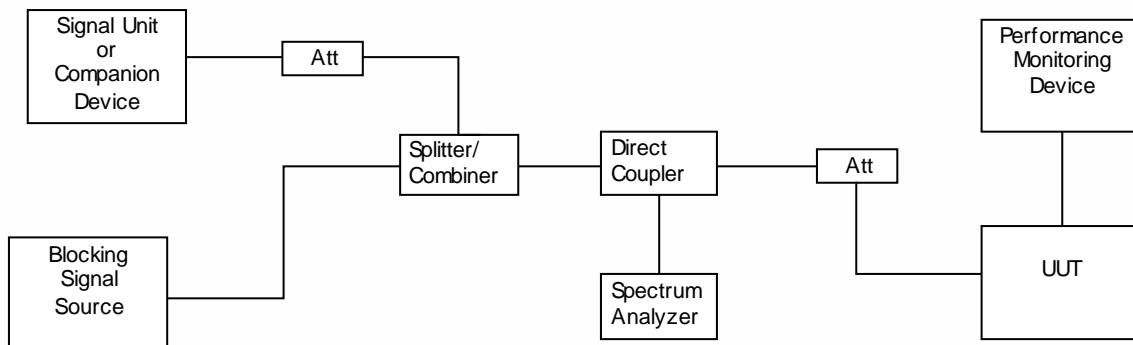 Signal Unit
or
Companion
Device
Att
Performance
Monitoring
Device
Splitter/
Combiner
Direct
Coupler
Att
Blocking
Signal
Source
Spectrum
Analyzer
UUT